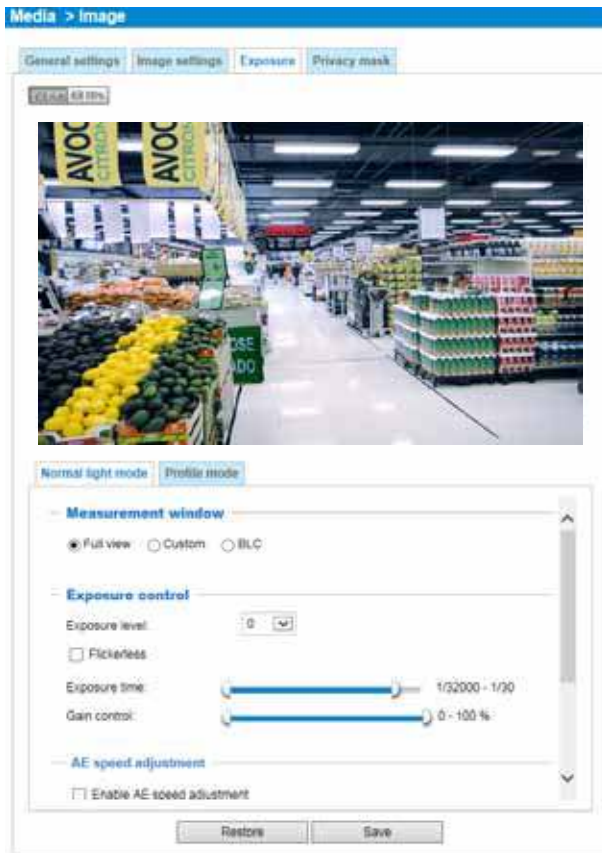 Media > Image
General settings Image settings Exposure Privacy mask
AVOC
CITRON
AVOC
CITRON
Normal light mode Profile mode
Measurement window
Full view Custom BLC
Exposure control
Exposure level: 0
Flickerless
Exposure time: 1/32000 - 1/30
Gain control: 0 - 100 %
AE speed adjustment
Enable AE speed adjustment
Restore Save